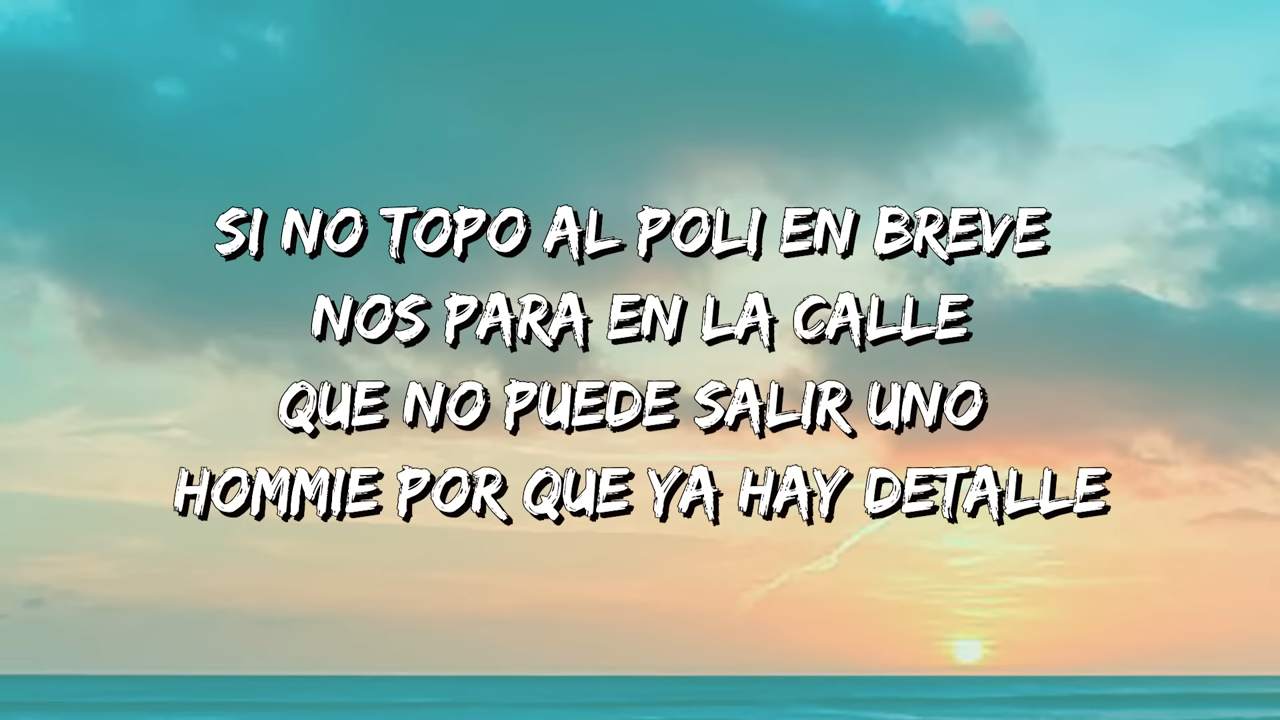 SI NO TOPO AL POLI EN BREVE
NOS PARA EN LA CALLE
QUE NO PUEDE SALIR UNO
HOMMIE POR QUE YA HAY DETALLE